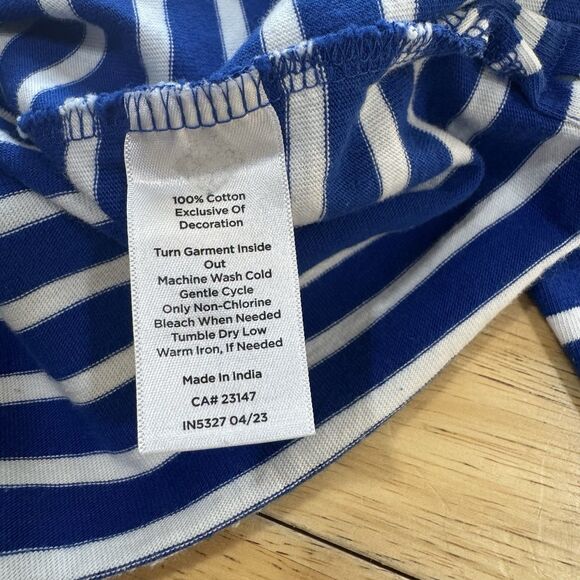 100% Cotton
Exclusive Of
Decoration
Turn Garment Inside
Out
Machine Wash Cold
Gentle Cycle
Only Non-Chlorine
Bleach When Needed
Tumble Dry Low
Warm Iron, If Needed
Made In India
CA# 23147
IN5327 04/23